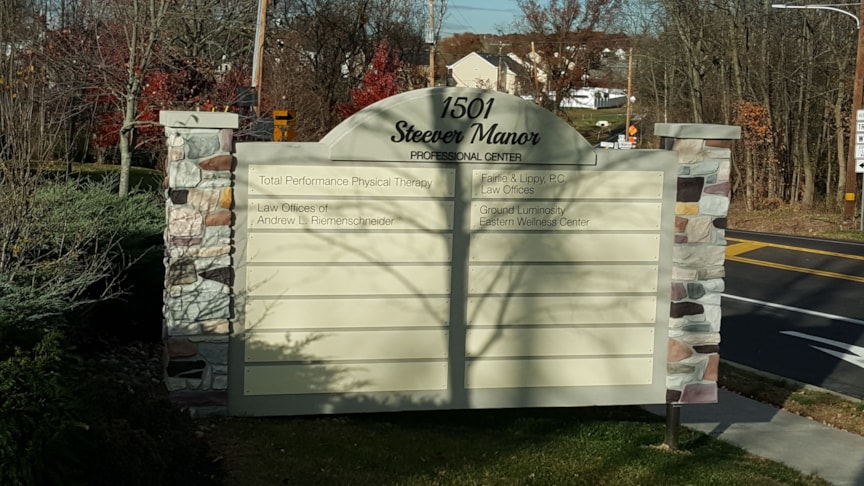 1501
Steever Manor
PROFESSIONAL CENTER
Total Performance Physical Therapy
Law Offices of
Andrew L. Riemenschneider
Fairlie & Lippy, P.C.
Law Offices
Ground Luminosity
Eastern Wellness Center